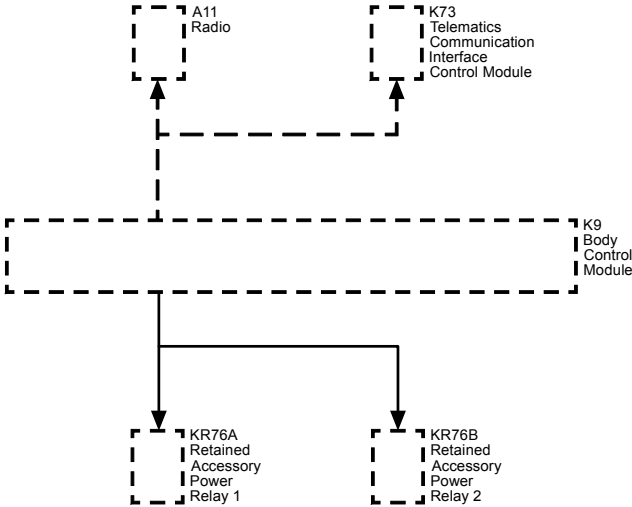 A11
Radio
K73
Telematics
Communication
Interface
Control Module
K9
Body
Control
Module
KR76A
Retained
Accessory
Power
Relay 1
KR76B
Retained
Accessory
Power
Relay 2